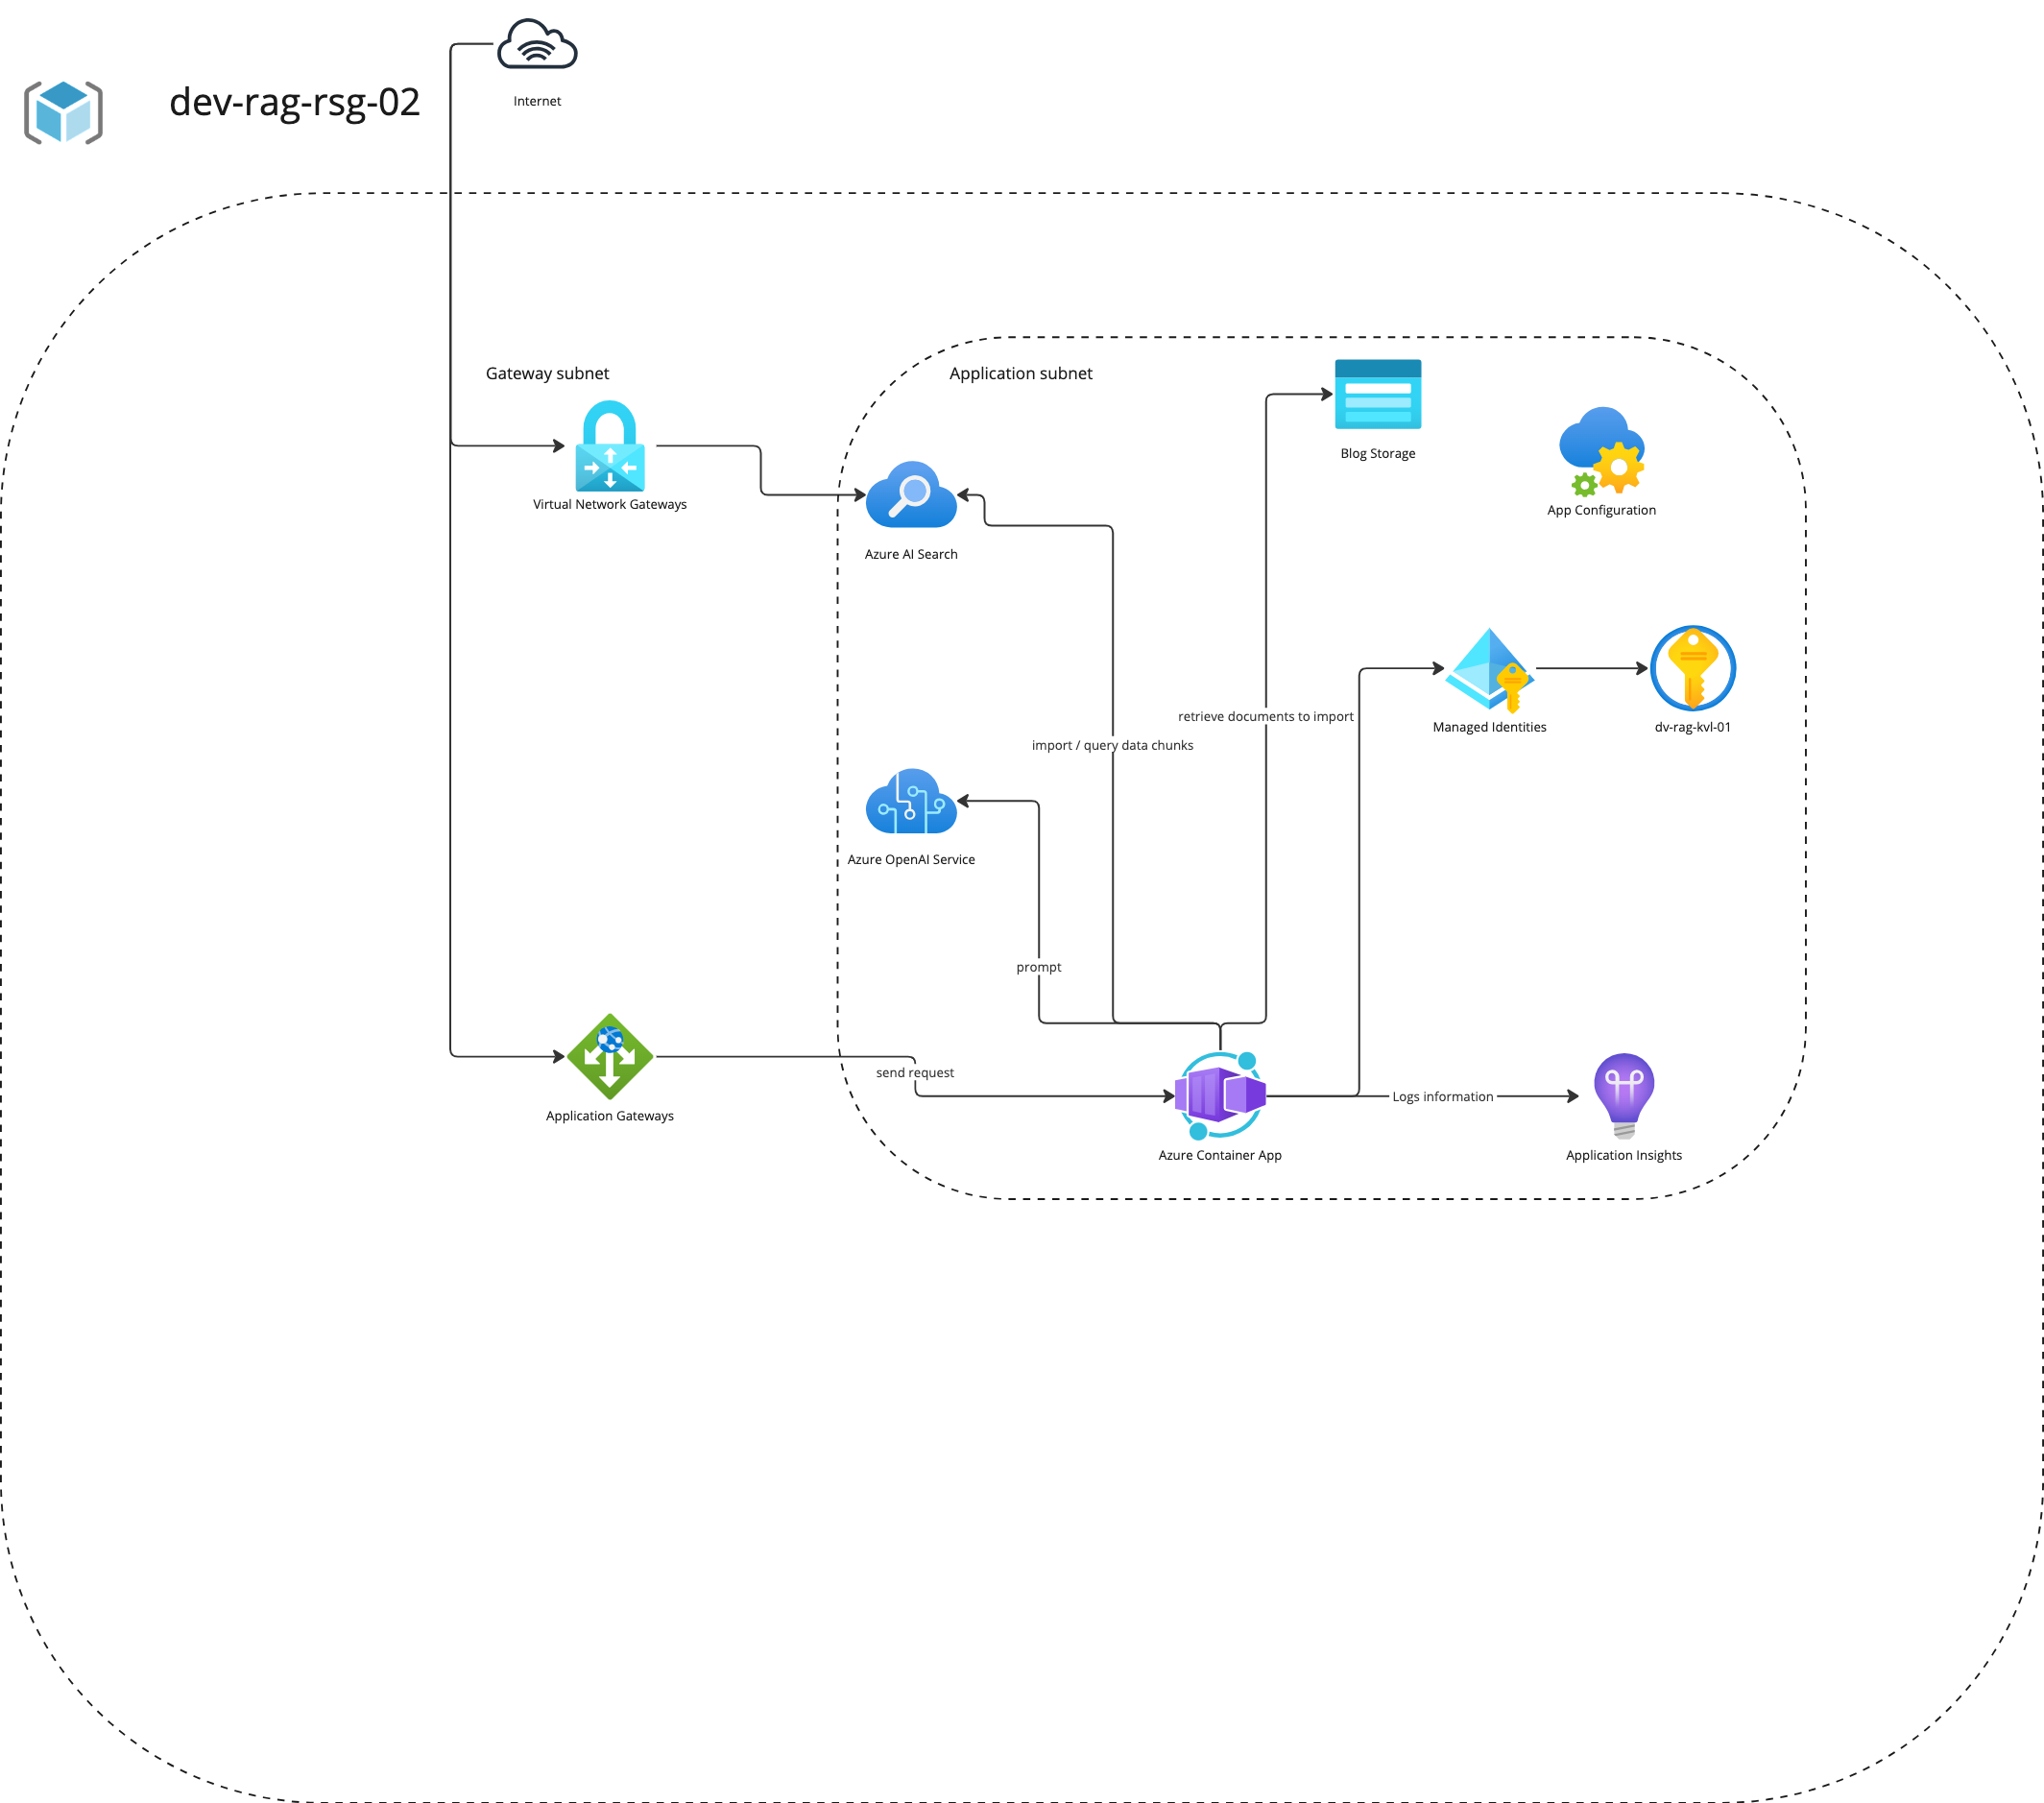 Internet
dev-rag-rsg-02
Gateway subnet
Application subnet
Virtual Network Gateways
Azure AI Search
Blog Storage
App Configuration
retrieve documents to import
Managed Identities
dv-rag-kvl-01
import / query data chunks
Azure OpenAI Service
prompt
send request
Application Gateways
Logs information
Azure Container App
Application Insights